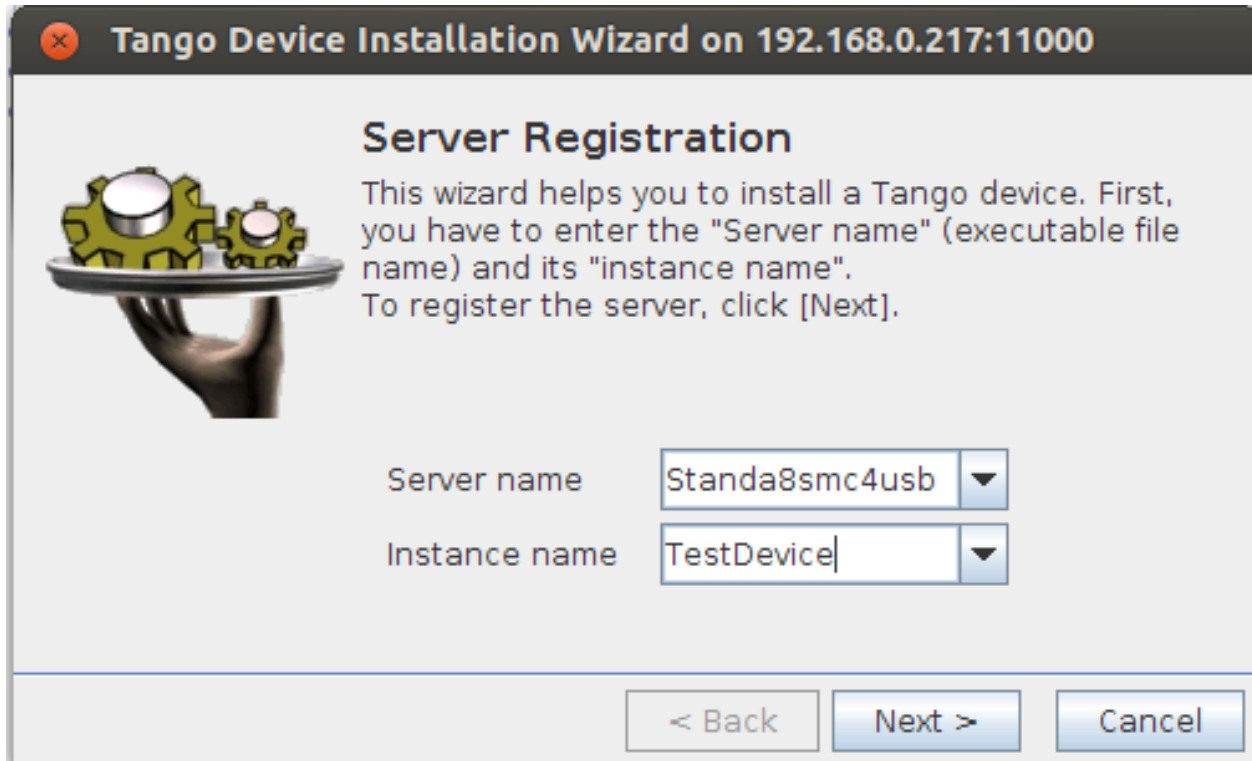 Tango Device Installation Wizard on 192.168.0.217:11000
Server Registration
This wizard helps you to install a Tango device. First,
you have to enter the "Server name" (executable file
name) and its "instance name".
To register the server, click [Next].
Server name Standa8smc4usb
Instance name TestDevice
< Back Next > Cancel